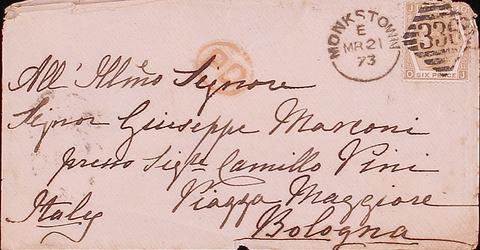 MONKSTOWN
E
MR 21
73
336
SIX PENCE
All' Illmo Signore
Signor Giuseppe Marconi
presso Sigr Camillo Pini
Piazza Maggiore
Italy
Bologna